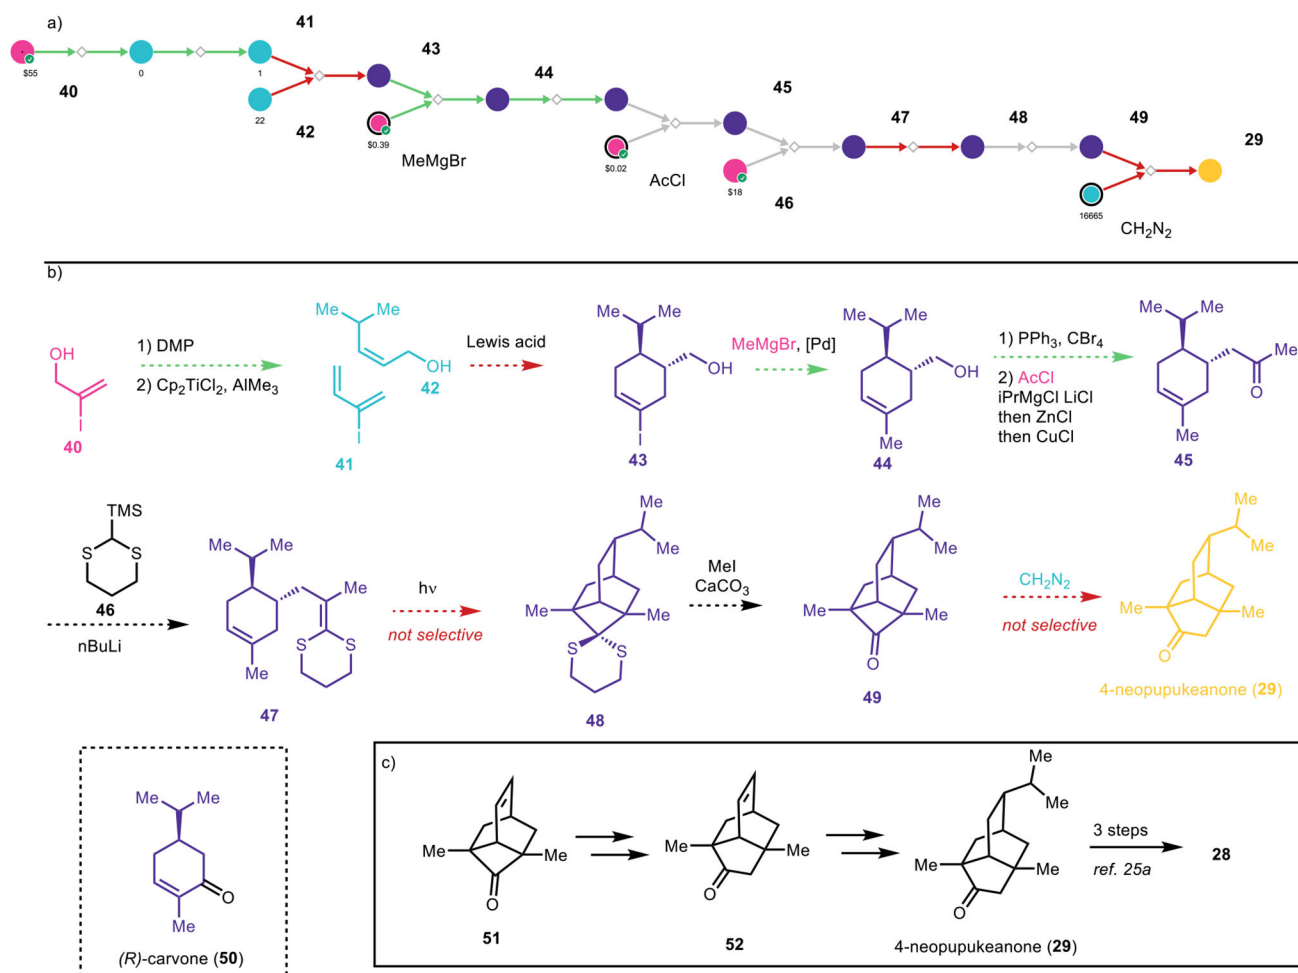 a)
41
43
44
45
47
48
49
29
$55
40
0
1
22
42
$0.39
MeMgBr
$0.02
AcCl
$18
46
16665
CH2N2
b)
OH
I
40
1) DMP
2) Cp2TiCl2, AlMe3
Me Me
OH
42
I
41
Lewis acid
Me Me
OH
I
43
MeMgBr, [Pd]
Me Me
OH
Me
44
1) PPh3, CBr4
2) AcCl
iPrMgCl LiCl
then ZnCl
then CuCl
Me Me
Me
O
Me
45
TMS
S S
46
nBuLi
Me Me
Me
S S
Me
47
hν
not selective
Me
Me
Me Me
S S
48
MeI
CaCO3
Me
Me
Me Me
O
49
CH2N2
not selective
Me
Me
Me Me
O
4-neopupukeanone (29)
Me Me
O
Me
(R)-carvone (50)
c)
Me Me
O
51
Me Me
O
52
Me
Me
Me Me
O
4-neopupukeanone (29)
3 steps
ref. 25a
28